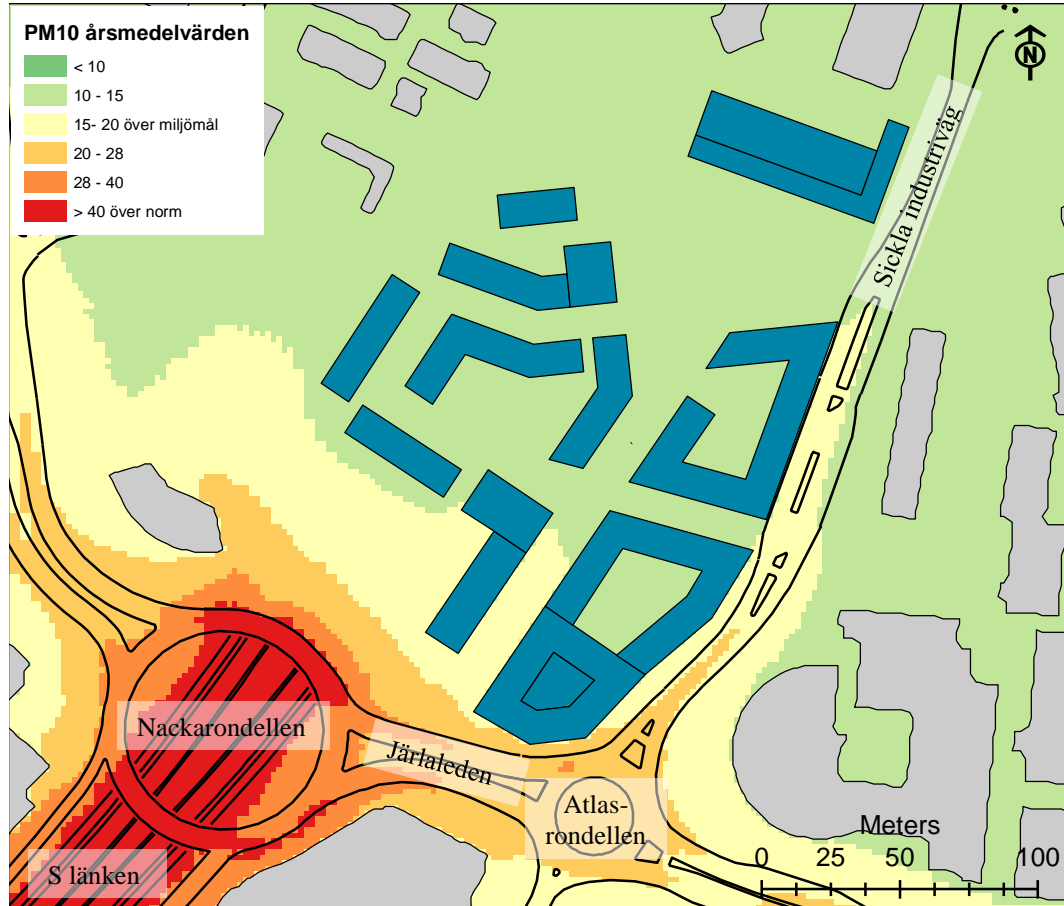 PM10 årsmedelvärden
< 10
10 - 15
15- 20 över miljömål
20 - 28
28 - 40
> 40 över norm
N
Sickla industriväg
Nackarondellen
Järlaleden
Atlas-
rondellen
S länken
Meters
0 25 50 100